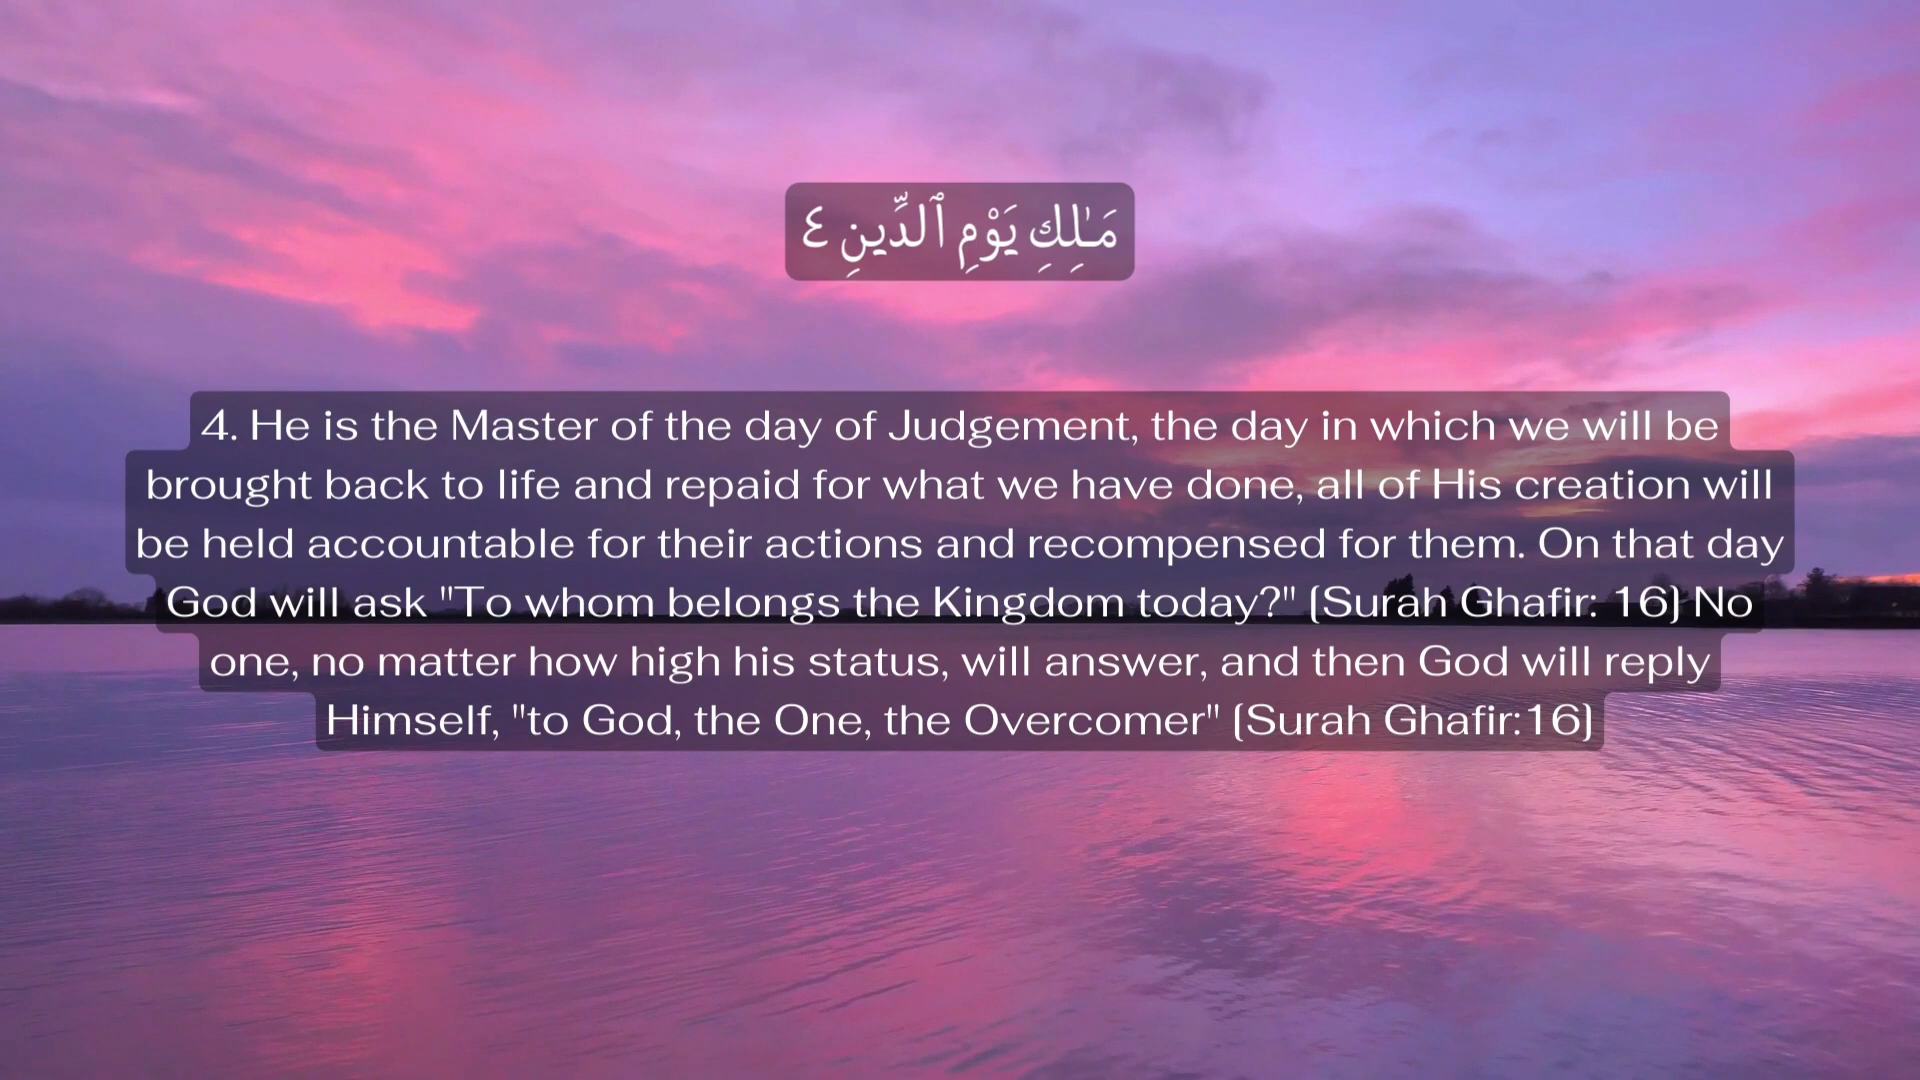 مَـٰلِكِ يَوْمِ ٱلدِّينِ ٤
4. He is the Master of the day of Judgement, the day in which we will be
brought back to life and repaid for what we have done, all of His creation will
be held accountable for their actions and recompensed for them. On that day
God will ask "To whom belongs the Kingdom today?" (Surah Ghafir: 16) No
one, no matter how high his status, will answer, and then God will reply
Himself, "to God, the One, the Overcomer" (Surah Ghafir:16)